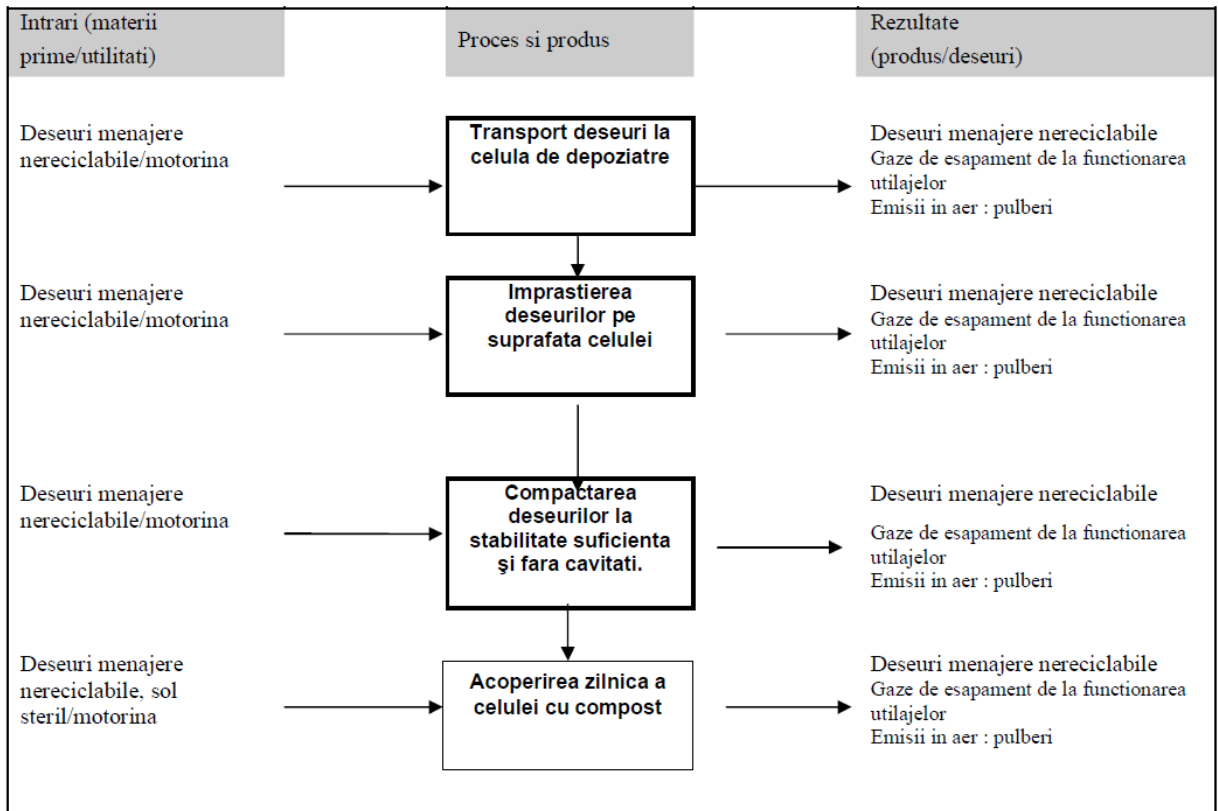 Intrari (materii
prime/utilitati)
Proces si produs
Rezultate
(produs/deseuri)
Deseuri menajere
nereciclabile/motorina
Transport deseuri la
celula de depoziatre
Deseuri menajere nereciclabile
Gaze de esapament de la functionarea
utilajelor
Emisii in aer : pulberi
Deseuri menajere
nereciclabile/motorina
Imprastierea
deseurilor pe
suprafata celulei
Deseuri menajere nereciclabile
Gaze de esapament de la functionarea
utilajelor
Emisii in aer : pulberi
Deseuri menajere
nereciclabile/motorina
Compactarea
deseurilor la
stabilitate suficienta
şi fara cavitati.
Deseuri menajere nereciclabile
Gaze de esapament de la functionarea
utilajelor
Emisii in aer : pulberi
Deseuri menajere
nereciclabile, sol
steril/motorina
Acoperirea zilnica a
celulei cu compost
Deseuri menajere nereciclabile
Gaze de esapament de la functionarea
utilajelor
Emisii in aer : pulberi